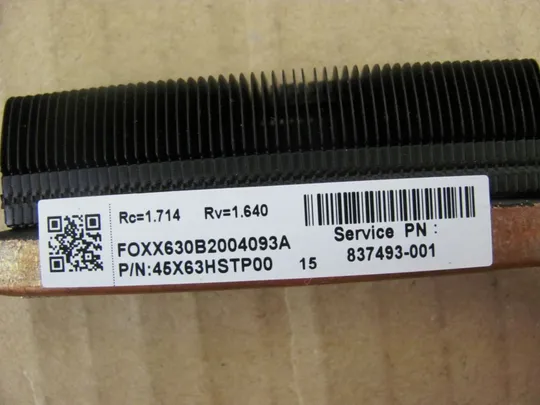 Rc=1.714 Rv=1.640
Service PN :
FOXX630B2004093A
837493-001
P/N:45X63HSTP00 15